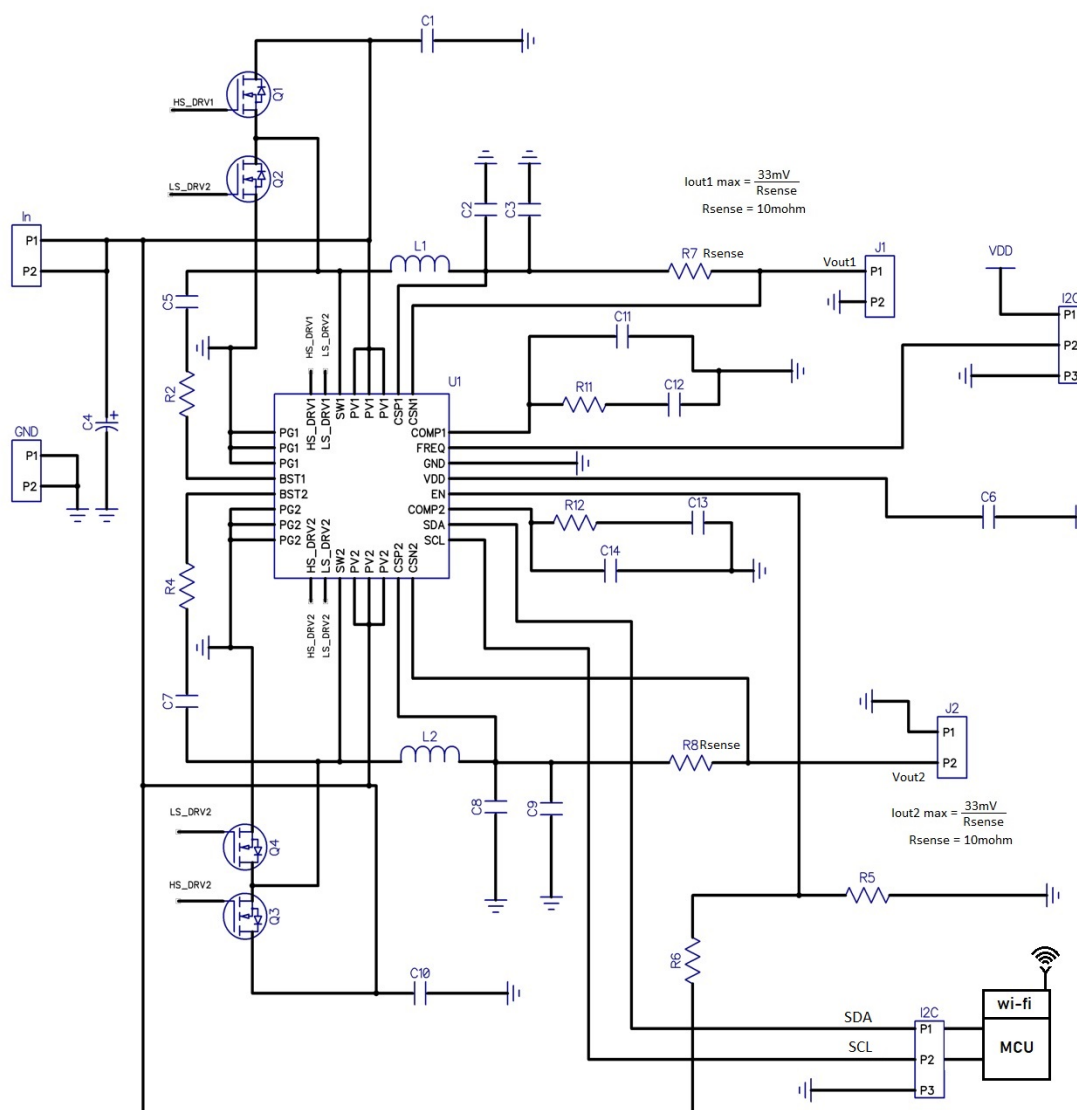 C1
HS_DRV1
Q1
LS_DRV2
Q2
Iout1 max = 33mV
Rsense
Rsense = 10mohm
In
P1
P2
C2
C3
L1
R7 Rsense
Vout1
J1
P1
P2
VDD
I2C
P1
P2
P3
C5
R2
HS_DRV1
LS_DRV2
C11
R11
C12
C4
+
GND
P1
P2
U1
HS_DRV1
LS_DRV1
SW1
PV1
PV1
PV1
CSP1
CSN1
PG1
PG1
PG1
BST1
BST2
PG2
PG2
PG2
COMP1
FREQ
GND
VDD
EN
COMP2
SDA
SCL
HS_DRV2
LS_DRV2
SW2
PV2
PV2
PV2
CSP2
CSN2
C6
R12
C13
C14
R4
HS_DRV2
LS_DRV2
C7
L2
R8 Rsense
J2
P1
P2
Vout2
C8
C9
Iout2 max = 33mV
Rsense
Rsense = 10mohm
LS_DRV2
Q4
HS_DRV2
Q3
R5
R6
C10
wi-fi
MCU
SDA
SCL
I2C
P1
P2
P3